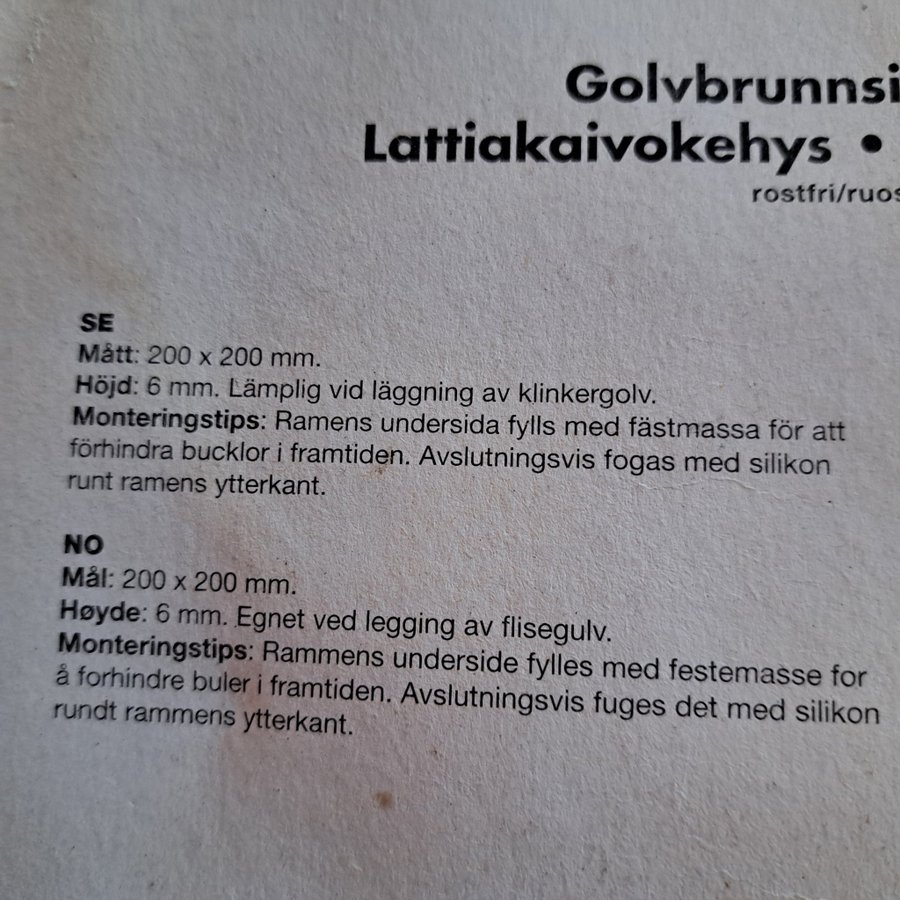 Golvbrunnsi
Lattiakaivokehys •
rostfri/ruos
SE
Mått: 200 x 200 mm.
Höjd: 6 mm. Lämplig vid läggning av klinkergolv.
Monteringstips: Ramens undersida fylls med fästmassa för att
förhindra bucklor i framtiden. Avslutningsvis fogas med silikon
runt ramens ytterkant.
NO
Mål: 200 x 200 mm.
Høyde: 6 mm. Egnet ved legging av flisegulv.
Monteringstips: Rammens underside fylles med festemasse for
å forhindre buler i framtiden. Avslutningsvis fuges det med silikon
rundt rammens ytterkant.